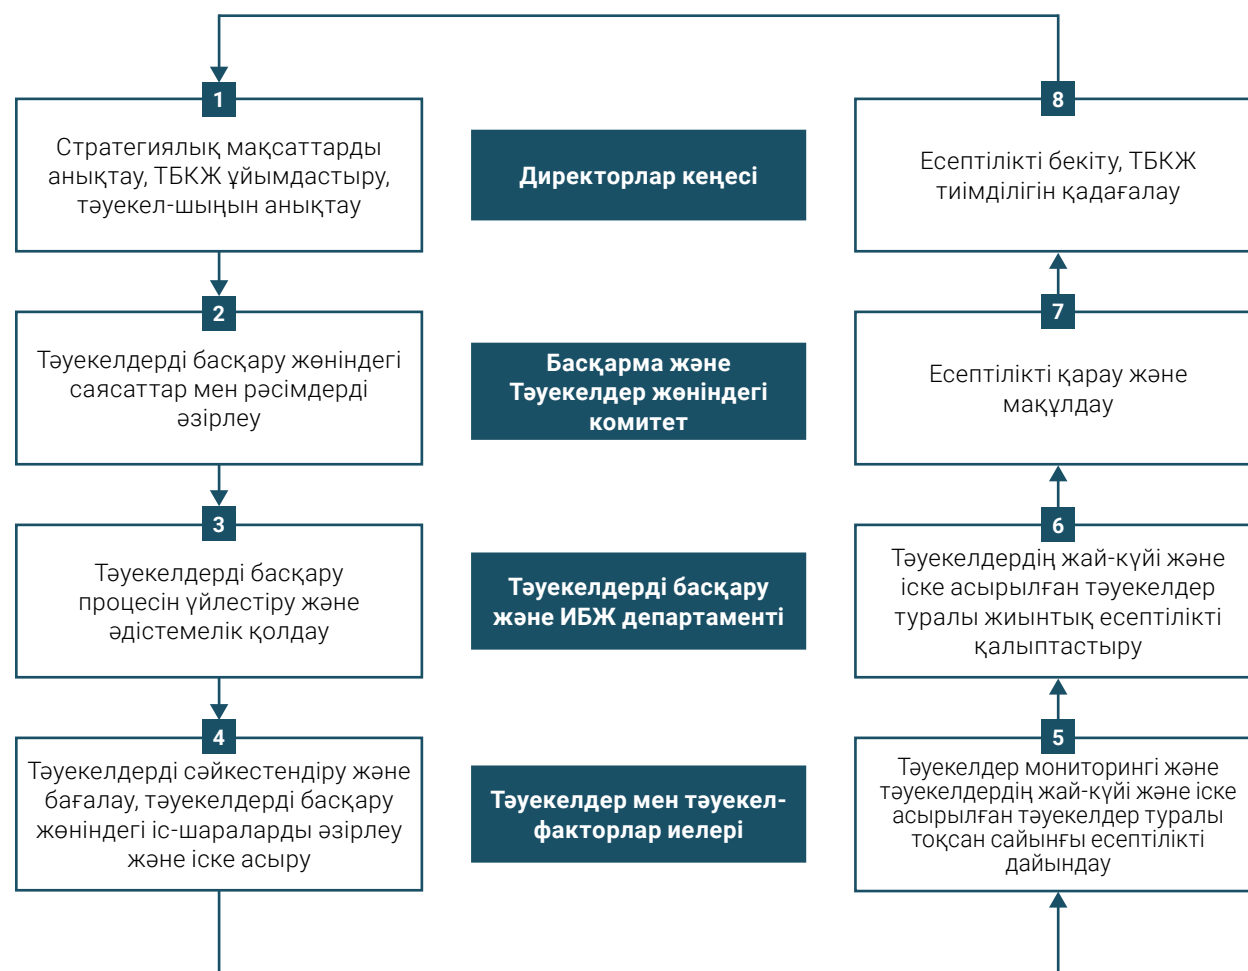 1
Стратегиялық мақсаттарды
анықтау, ТБКЖ ұйымдастыру,
тәуекел-шыңын анықтау
Директорлар кеңесі
8
Есептілікті бекіту, ТБКЖ
тиімділігін қадағалау
2
Тәуекелдерді басқару жөніндегі
саясаттар мен рәсімдерді
әзірлеу
Басқарма және
Тәуекелдер жөніндегі
комитет
7
Есептілікті қарау және
мақұлдау
3
Тәуекелдерді басқару
процесін үйлестіру және
әдістемелік қолдау
Тәуекелдерді басқару
және ИБЖ департаменті
6
Тәуекелдердің жай-күйі және
іске асырылған тәуекелдер
туралы жиынтық есептілікті
қалыптастыру
4
Тәуекелдерді сәйкестендіру және
бағалау, тәуекелдерді басқару
жөніндегі іс-шараларды әзірлеу
және іске асыру
Тәуекелдер мен тәуекел-
факторлар иелері
5
Тәуекелдер мониторингі және
тәуекелдердің жай-күйі және іске
асырылған тәуекелдер туралы
тоқсан сайынғы есептілікті
дайындау